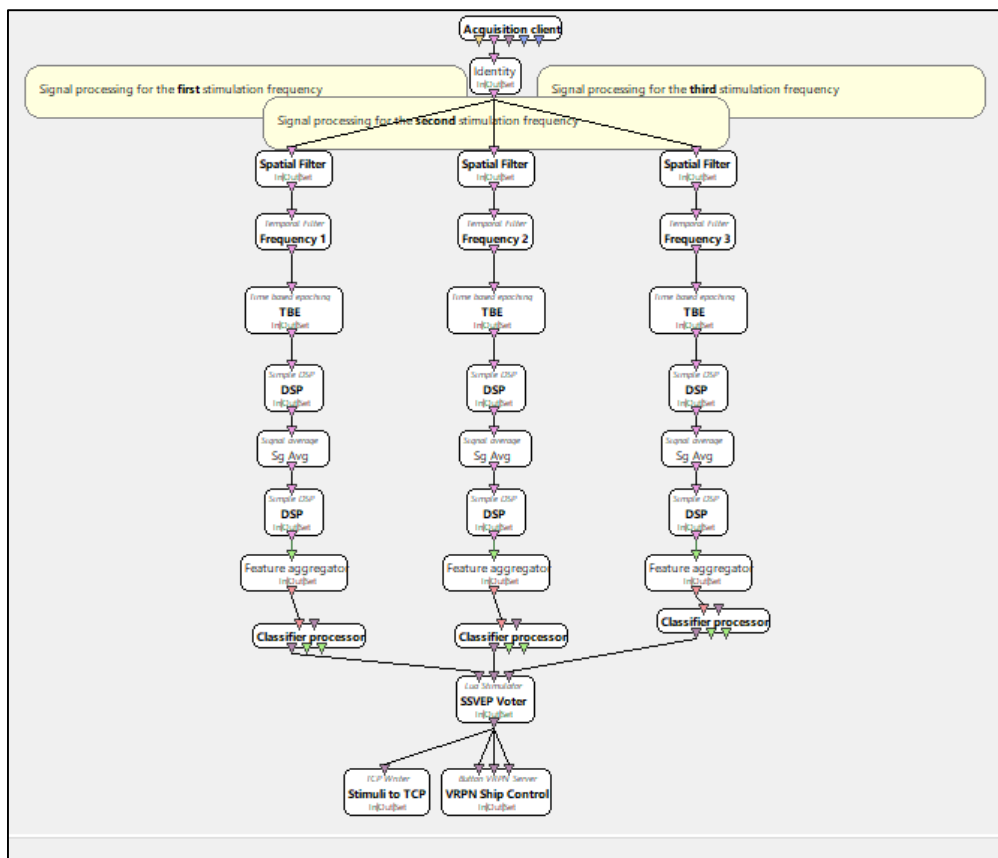 Acquisition client
Identity
In|Out|Set
Signal processing for the first stimulation frequency
Signal processing for the third stimulation frequency
Signal processing for the second stimulation frequency
Spatial Filter
In|Out|Set
Spatial Filter
In|Out|Set
Spatial Filter
In|Out|Set
Temporal Filter
Frequency 1
Temporal Filter
Frequency 2
Temporal Filter
Frequency 3
Time based epoching
TBE
In|Out|Set
Time based epoching
TBE
In|Out|Set
Time based epoching
TBE
In|Out|Set
Simple DSP
DSP
In|Out|Set
Simple DSP
DSP
In|Out|Set
Simple DSP
DSP
In|Out|Set
Signal average
Sg Avg
Signal average
Sg Avg
Signal average
Sg Avg
Simple DSP
DSP
In|Out|Set
Simple DSP
DSP
In|Out|Set
Simple DSP
DSP
In|Out|Set
Feature aggregator
In|Out|Set
Feature aggregator
In|Out|Set
Feature aggregator
In|Out|Set
Classifier processor
Classifier processor
Classifier processor
Lua Stimulator
SSVEP Voter
In|Out|Set
TCP Writer
Stimuli to TCP
In|Out|Set
Button VRPN Server
VRPN Ship Control
In|Out|Set